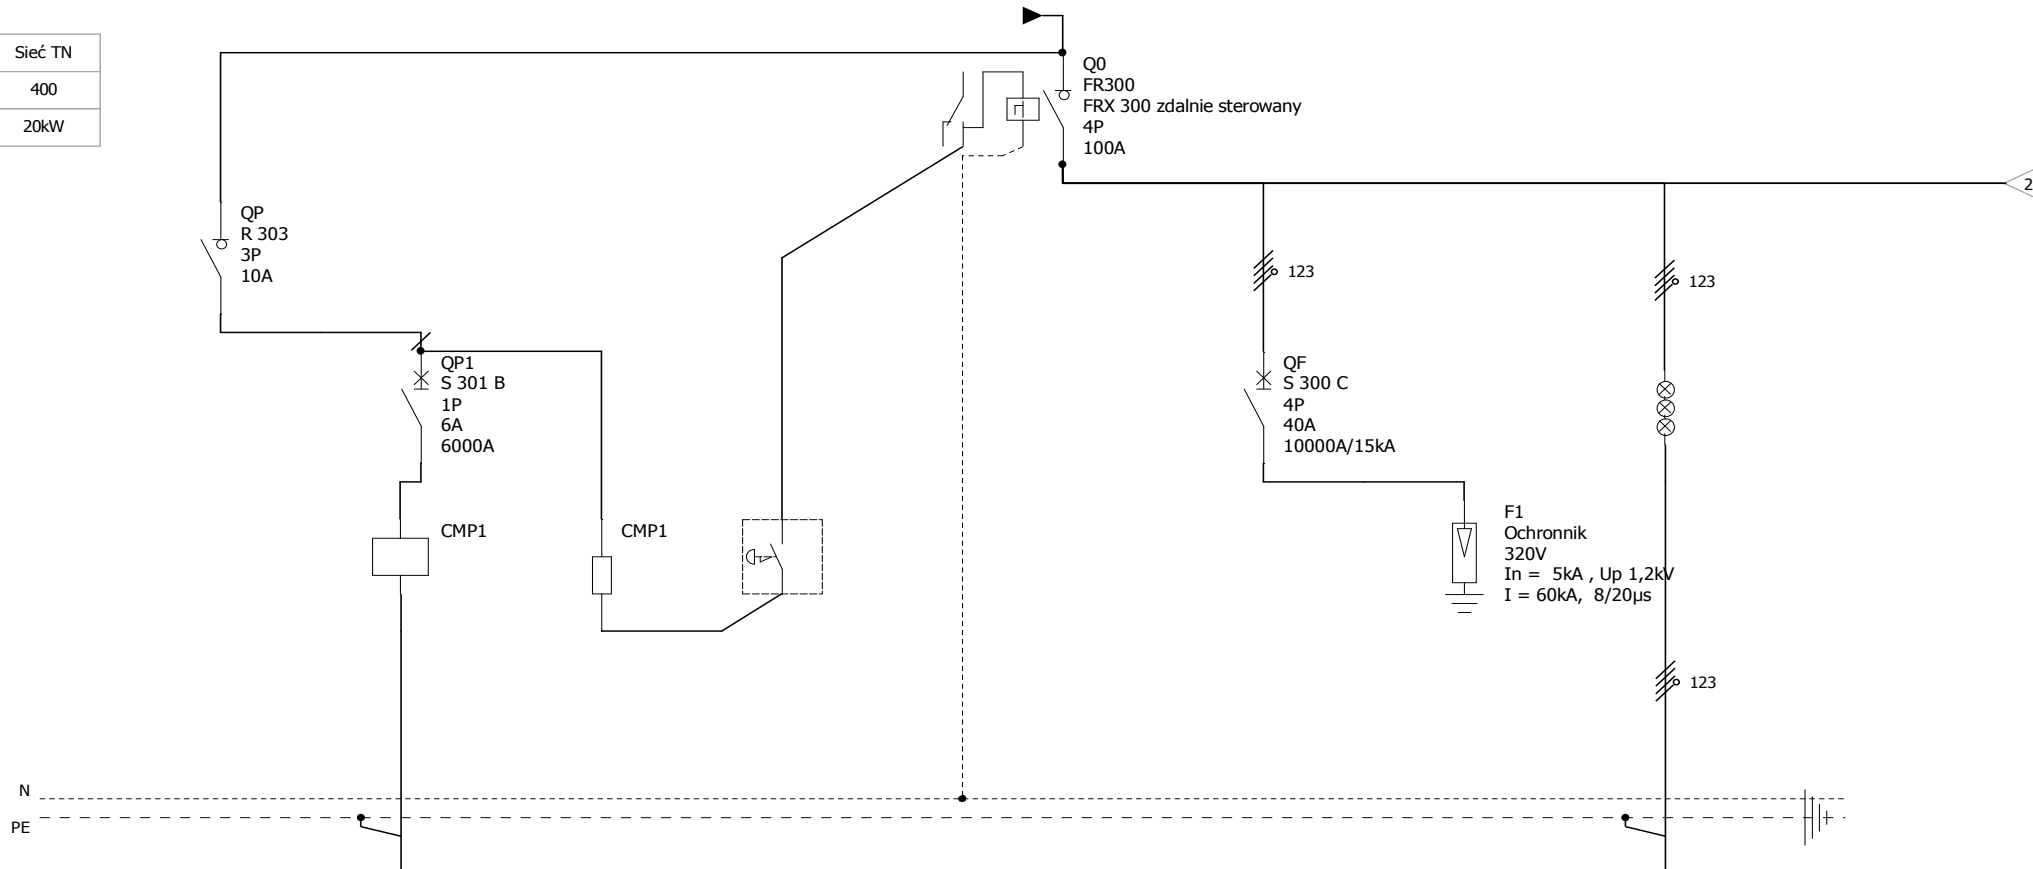 Sieć TN
400
20kW
Q0
FR300
FRX 300 zdalnie sterowany
4P
100A
2
QP
R 303
3P
10A
123
123
QP1
S 301 B
1P
6A
6000A
QF
S 300 C
4P
40A
10000A/15kA
CMP1
CMP1
F1
Ochronnik
320V
In =  5kA , Up 1,2kV
I = 60kA,  8/20µs
123
N
PE